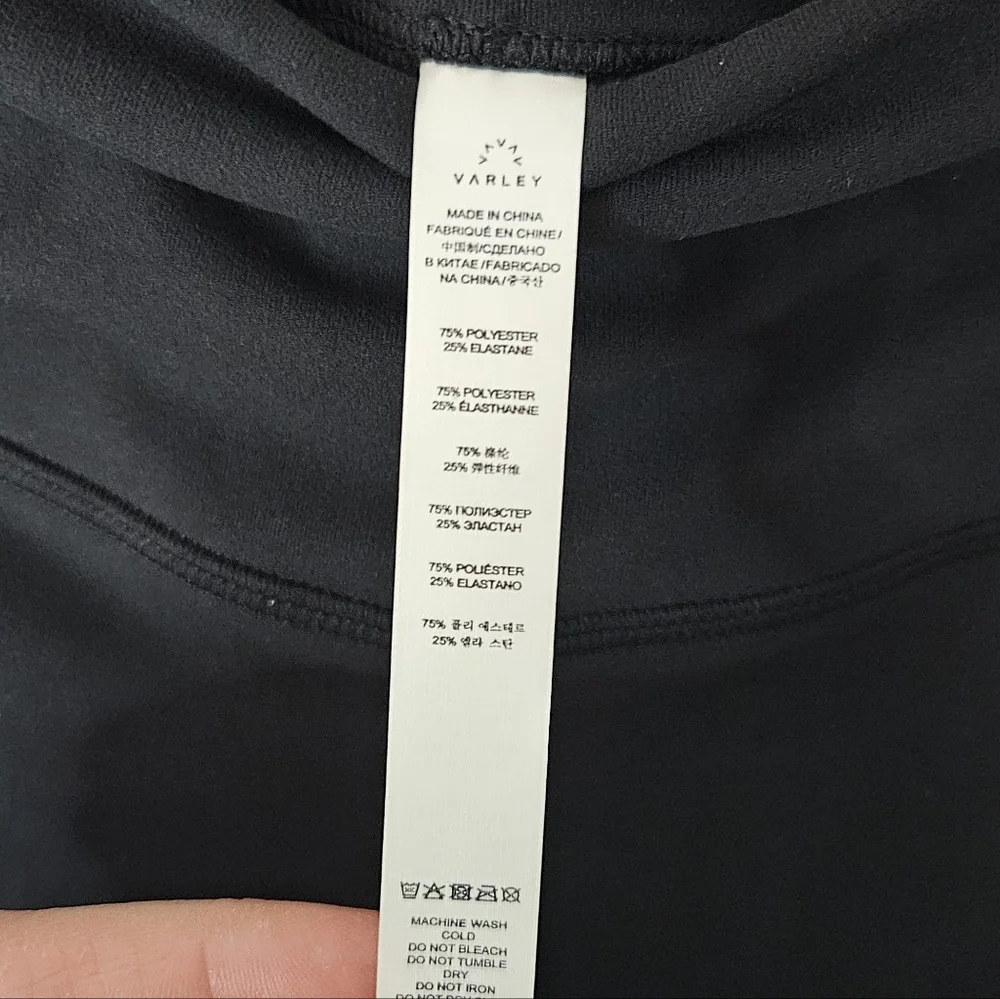 VARLEY
MADE IN CHINA
FABRIQUÉ EN CHINE/
中国制/СДЕЛАНО
В КИТАЕ/FABRICADO
NA CHINA/중국산
75% POLYESTER
25% ELASTANE
75% POLYESTER
25% ÉLASTHANNE
75% 涤纶
25% 弹性纤维
75% ПОЛИЭСТЕР
25% ЭЛАСТАН
75% POLIÉSTER
25% ELASTANO
75% 폴리 에스테르
25% 엘라 스탄
MACHINE WASH
COLD
DO NOT BLEACH
DO NOT TUMBLE
DRY
DO NOT IRON
DO NOT DRY